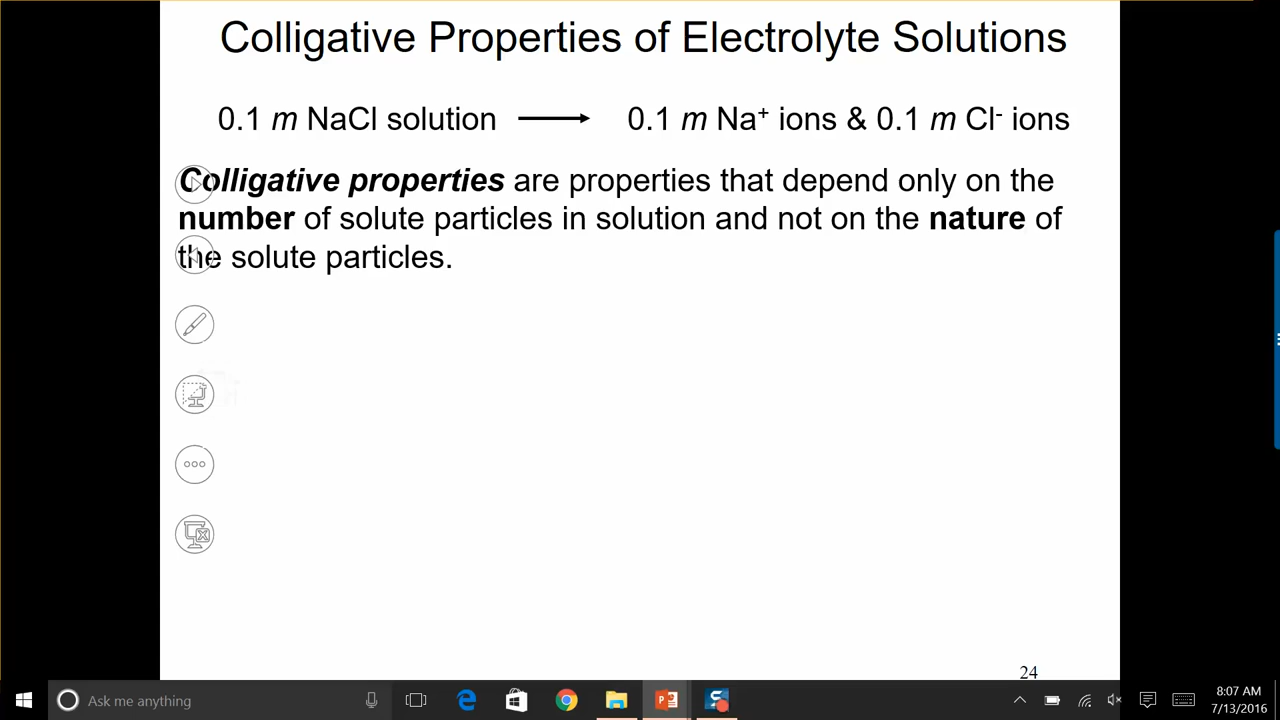 Colligative Properties of Electrolyte Solutions
0.1 m NaCl solution → 0.1 m Na⁺ ions & 0.1 m Cl⁻ ions
Colligative properties are properties that depend only on the
number of solute particles in solution and not on the nature of
the solute particles.
24
Ask me anything
8:07 AM
7/13/2016